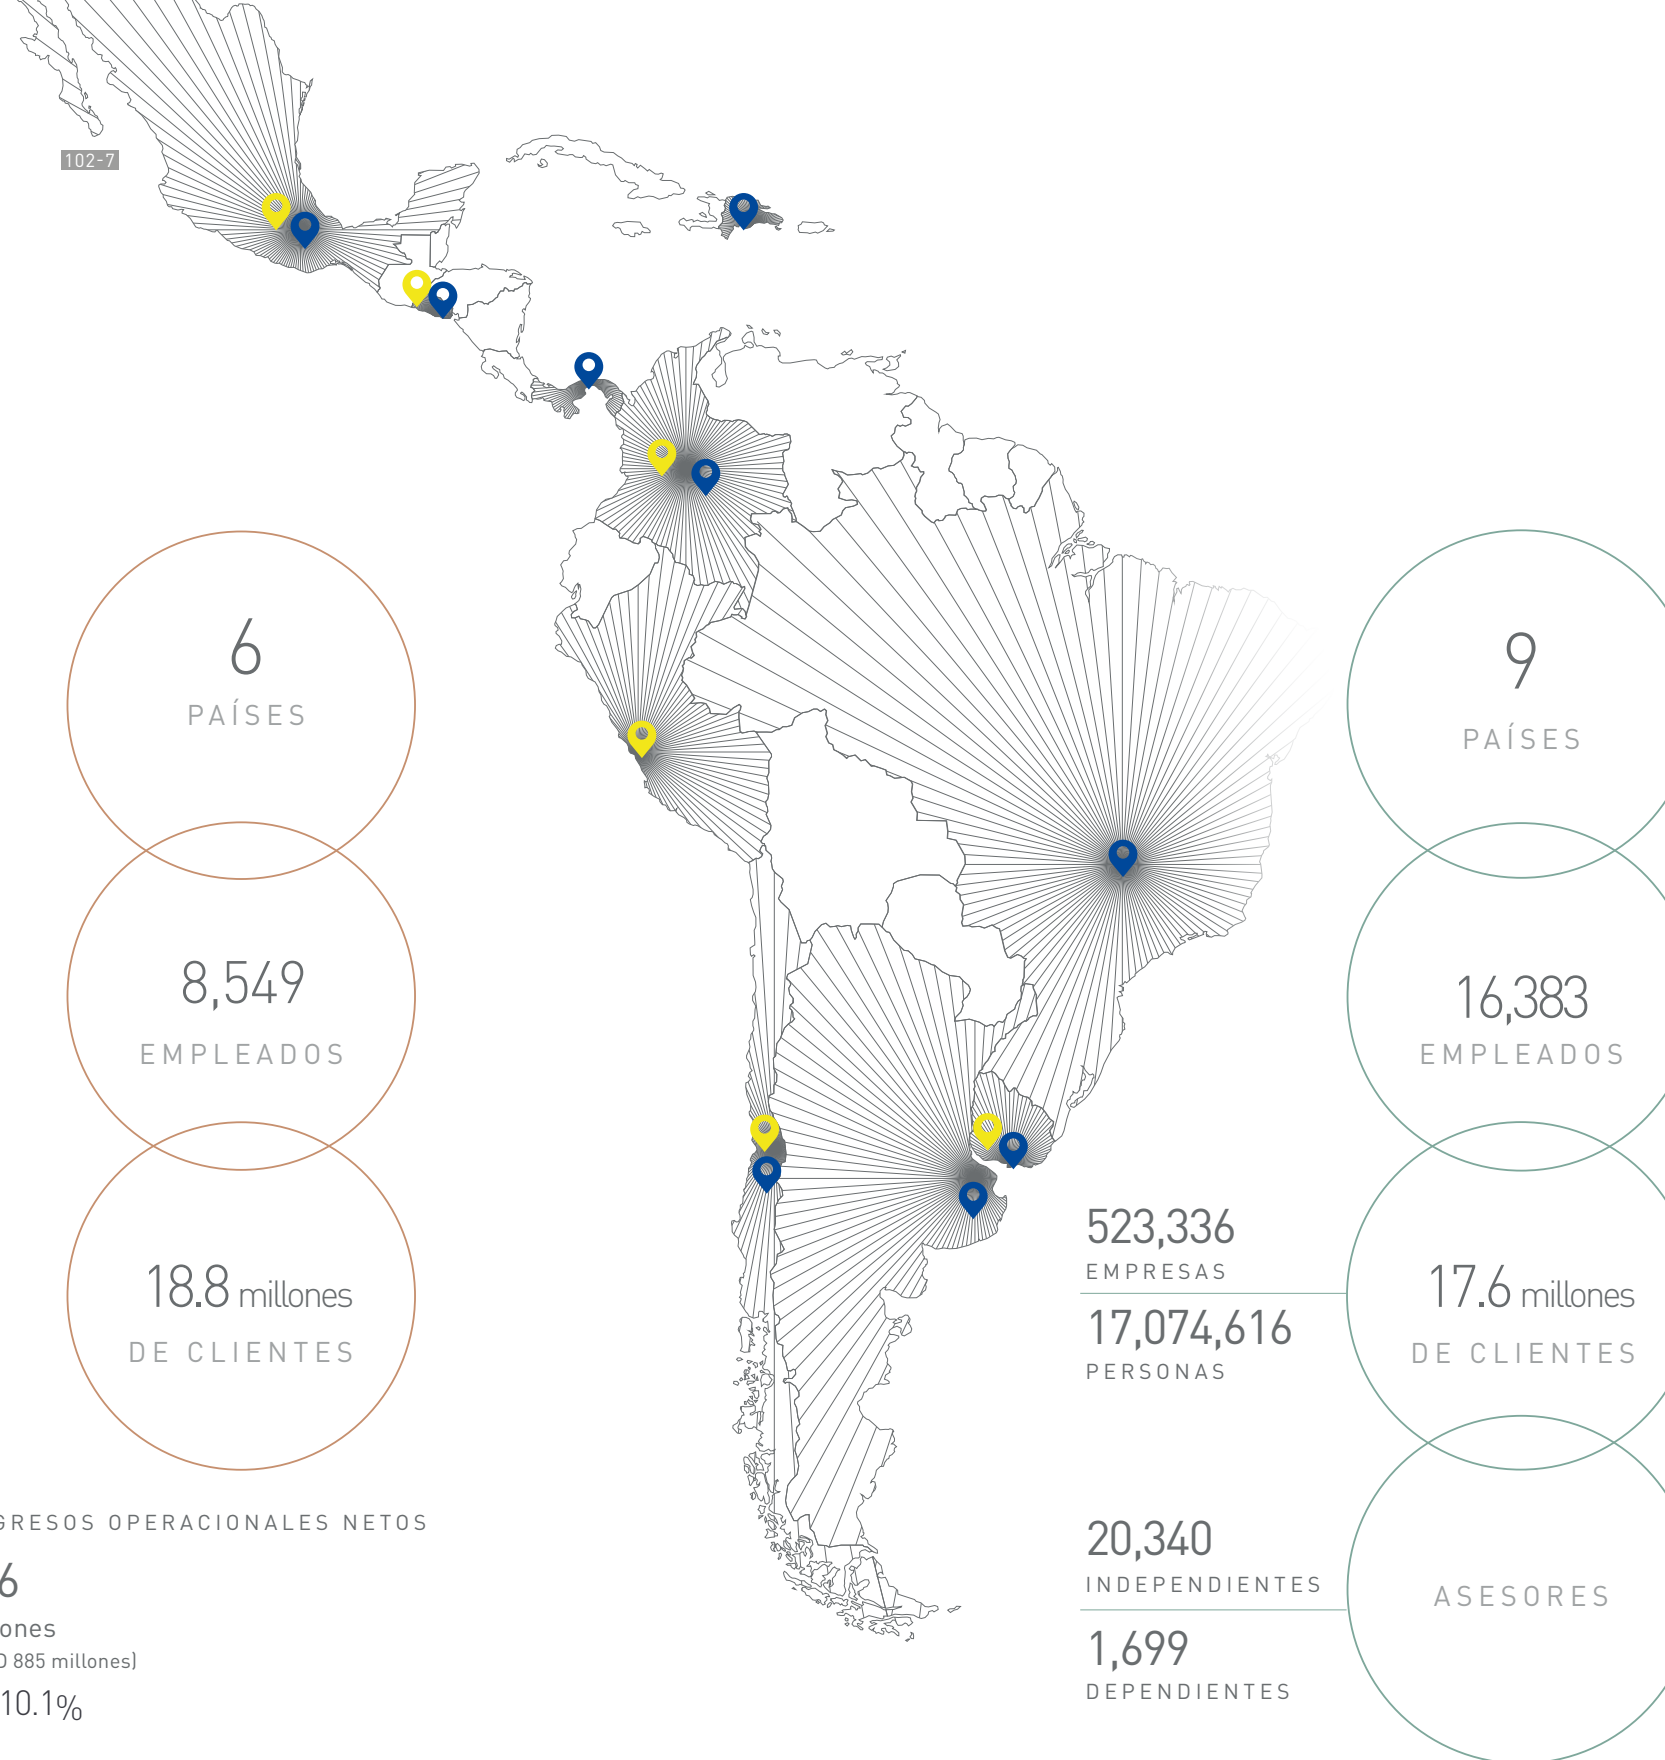 102-7
6
PAÍSES
8,549
EMPLEADOS
18.8 millones
DE CLIENTES
GRESOS OPERACIONALES NETOS
6
ones
885 millones)
10.1%
9
PAÍSES
16,383
EMPLEADOS
523,336
EMPRESAS
17,074,616
PERSONAS
17.6 millones
DE CLIENTES
20,340
INDEPENDIENTES
1,699
DEPENDIENTES
ASESORES